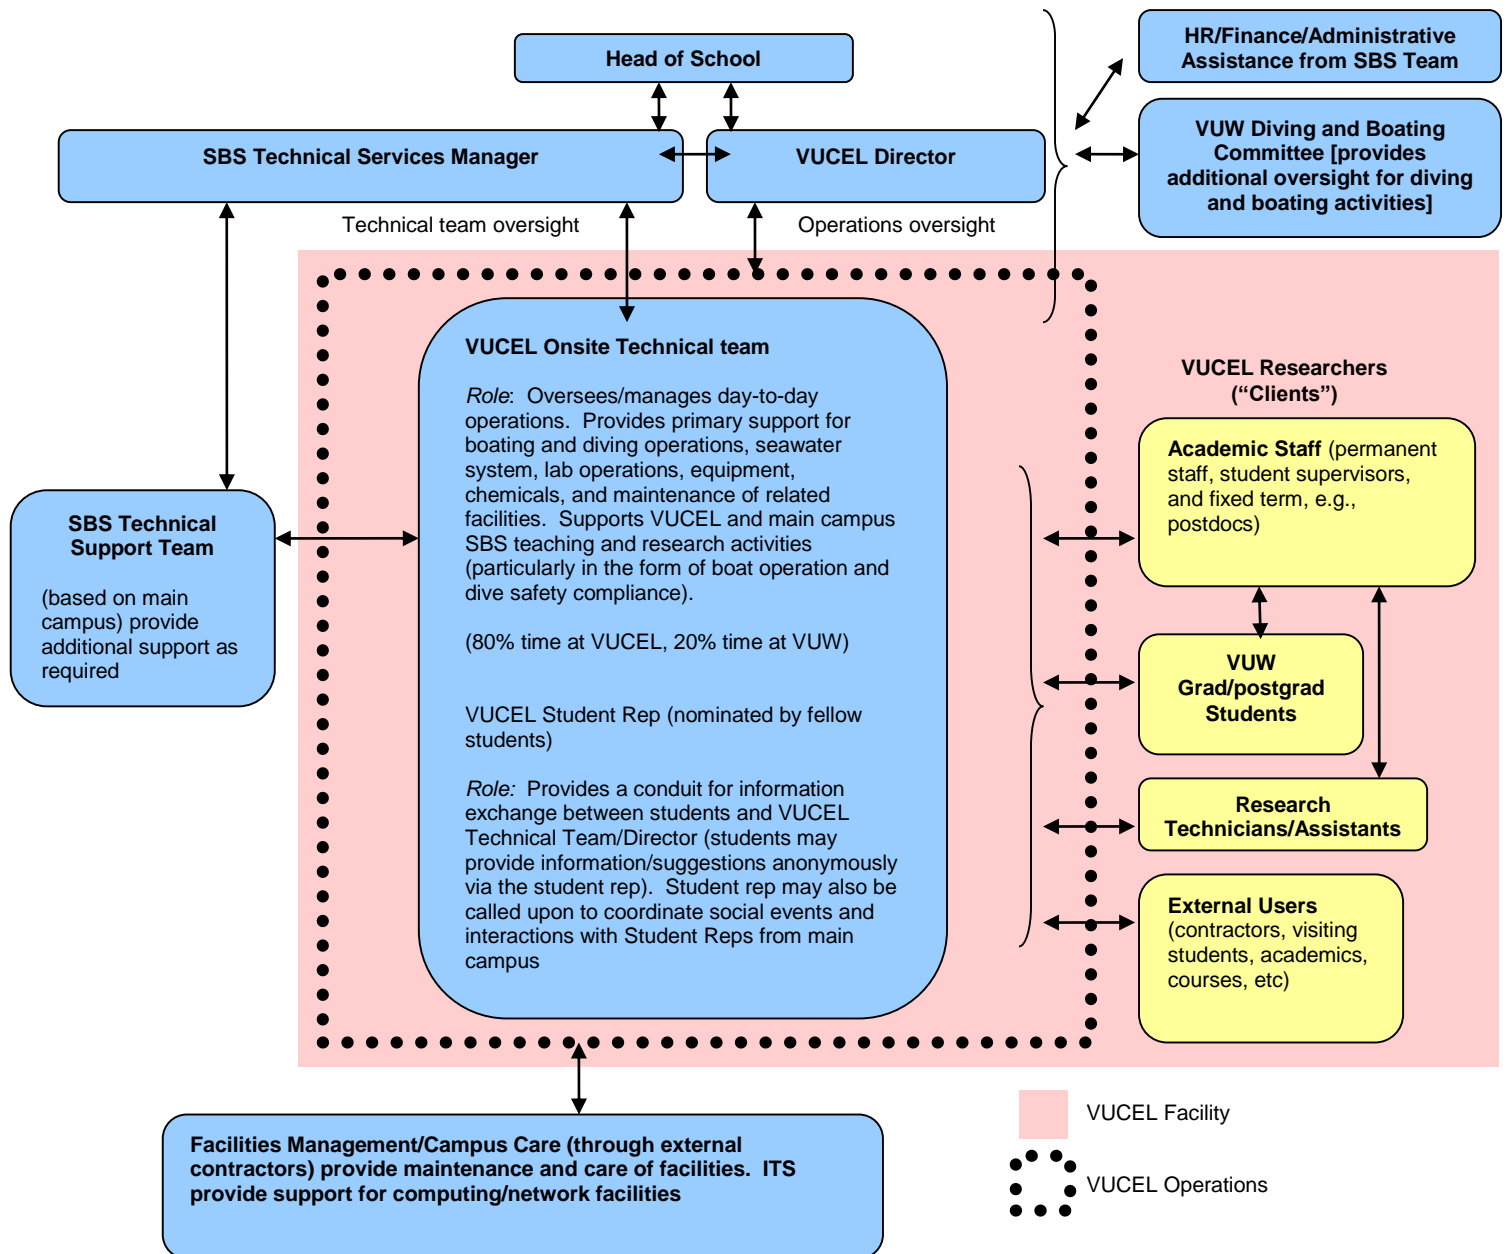 Head of School
HR/Finance/Administrative
Assistance from SBS Team
SBS Technical Services Manager
VUCEL Director
VUW Diving and Boating
Committee [provides
additional oversight for diving
and boating activities]
Technical team oversight
Operations oversight
VUCEL Onsite Technical team
Role:  Oversees/manages day-to-day
operations.  Provides primary support for
boating and diving operations, seawater
system, lab operations, equipment,
chemicals, and maintenance of related
facilities.  Supports VUCEL and main campus
SBS teaching and research activities
(particularly in the form of boat operation and
dive safety compliance).
(80% time at VUCEL, 20% time at VUW)
VUCEL Student Rep (nominated by fellow
students)
Role:  Provides a conduit for information
exchange between students and VUCEL
Technical Team/Director (students may
provide information/suggestions anonymously
via the student rep).  Student rep may also be
called upon to coordinate social events and
interactions with Student Reps from main
campus
SBS Technical
Support Team
(based on main
campus) provide
additional support as
required
VUCEL Researchers
(“Clients”)
Academic Staff (permanent
staff, student supervisors,
and fixed term, e.g.,
postdocs)
VUW
Grad/postgrad
Students
Research
Technicians/Assistants
External Users
(contractors, visiting
students, academics,
courses, etc)
Facilities Management/Campus Care (through external
contractors) provide maintenance and care of facilities.  ITS
provide support for computing/network facilities
VUCEL Facility
VUCEL Operations